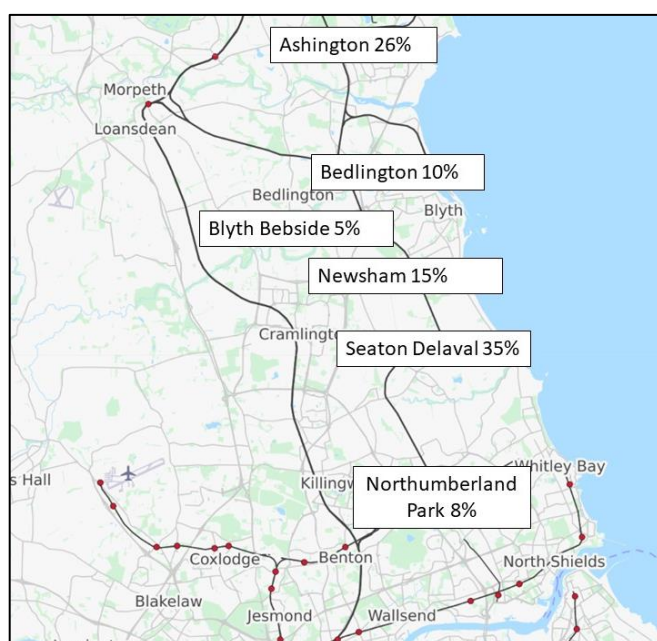 Ashington 26%
Morpeth
Loansdean
Bedlington 10%
Bedlington
Blyth
Blyth Bebside 5%
Newsham 15%
Cramlington
Seaton Delaval 35%
s Hall
Whitley Bay
Killingw
Northumberland
Park 8%
Coxlodge
Benton
North Shields
Blakelaw
Jesmond
Wallsend